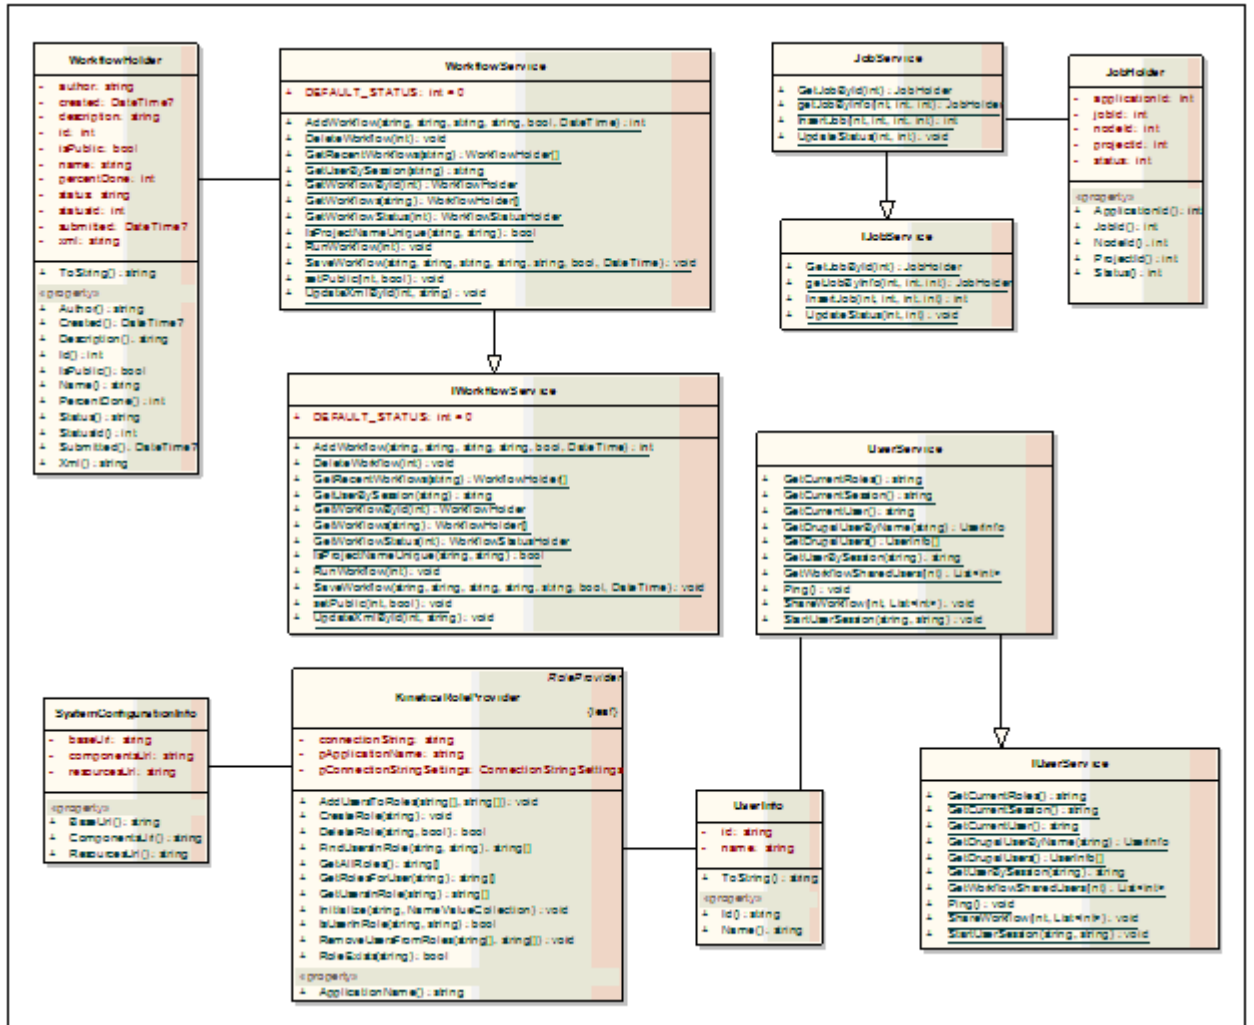 WorkflowHolder
- author: string
- created: DateTime?
- description: string
- id: int
- isPublic: bool
- name: string
- percentDone: int
- status: string
- statusId: int
- submitted: DateTime?
- xml: string
+ ToString() : string
«property»
+ Author() : string
+ Created() : DateTime?
+ Description() : string
+ Id() : int
+ IsPublic() : bool
+ Name() : string
+ PercentDone() : int
+ Status() : string
+ StatusId() : int
+ Submitted() : DateTime?
+ Xml() : string
WorkflowService
+ DEFAULT_STATUS: int = 0
+ AddWorkflow(string, string, string, string, bool, DateTime) : int
+ DeleteWorkflow(int) : void
+ GetRecentWorkflows(string) : WorkflowHolder[]
+ GetUserBySession(string) : string
+ GetWorkflowById(int) : WorkflowHolder
+ GetWorkflows(string) : WorkflowHolder[]
+ GetWorkflowStatus(int) : WorkflowStatusHolder
+ IsProjectNameUnique(string, string) : bool
+ RunWorkflow(int) : void
+ SaveWorkflow(string, string, string, string, string, bool, DateTime) : void
+ setPublic(int, bool) : void
+ UpdateXmlById(int, string) : void
JobService
+ GetJobById(int) : JobHolder
+ getJobByInfo(int, int, int) : JobHolder
+ InsertJob(int, int, int, int) : int
+ UpdateStatus(int, int) : void
JobHolder
- applicationId: int
- jobId: int
- nodeId: int
- projectId: int
- status: int
«property»
+ ApplicationId() : int
+ JobId() : int
+ NodeId() : int
+ ProjectId() : int
+ Status() : int
IJobService
+ GetJobById(int) : JobHolder
+ getJobByInfo(int, int, int) : JobHolder
+ InsertJob(int, int, int, int) : int
+ UpdateStatus(int, int) : void
IWorkflowService
+ DEFAULT_STATUS: int = 0
+ AddWorkflow(string, string, string, string, bool, DateTime) : int
+ DeleteWorkflow(int) : void
+ GetRecentWorkflows(string) : WorkflowHolder[]
+ GetUserBySession(string) : string
+ GetWorkflowById(int) : WorkflowHolder
+ GetWorkflows(string) : WorkflowHolder[]
+ GetWorkflowStatus(int) : WorkflowStatusHolder
+ IsProjectNameUnique(string, string) : bool
+ RunWorkflow(int) : void
+ SaveWorkflow(string, string, string, string, string, bool, DateTime) : void
+ setPublic(int, bool) : void
+ UpdateXmlById(int, string) : void
UserService
+ GetCurrentRoles() : string
+ GetCurrentSession() : string
+ GetCurrentUser() : string
+ GetDrupalUserByName(string) : UserInfo
+ GetDrupalUsers() : UserInfo[]
+ GetUserBySession(string) : string
+ GetWorkflowSharedUsers(int) : List<int>
+ Ping() : void
+ ShareWorkflow(int, List<int>) : void
+ StartUserSession(string, string) : void
SystemConfigurationInfo
- baseUrl: string
- componentsUrl: string
- resourcesUrl: string
«property»
+ BaseUrl() : string
+ ComponentsUrl() : string
+ ResourcesUrl() : string
RoleProvider
KineticaRoleProvider
{leaf}
- connectionString: string
- pApplicationName: string
- pConnectionStringSettings: ConnectionStringSettings
+ AddUsersToRoles(string[], string[]) : void
+ CreateRole(string) : void
+ DeleteRole(string, bool) : bool
+ FindUsersInRole(string, string) : string[]
+ GetAllRoles() : string[]
+ GetRolesForUser(string) : string[]
+ GetUsersInRole(string) : string[]
+ Initialize(string, NameValueCollection) : void
+ IsUserInRole(string, string) : bool
+ RemoveUsersFromRoles(string[], string[]) : void
+ RoleExists(string) : bool
«property»
+ ApplicationName() : string
UserInfo
- id: string
- name: string
+ ToString() : string
«property»
+ Id() : string
+ Name() : string
IUserService
+ GetCurrentRoles() : string
+ GetCurrentSession() : string
+ GetCurrentUser() : string
+ GetDrupalUserByName(string) : UserInfo
+ GetDrupalUsers() : UserInfo[]
+ GetUserBySession(string) : string
+ GetWorkflowSharedUsers(int) : List<int>
+ Ping() : void
+ ShareWorkflow(int, List<int>) : void
+ StartUserSession(string, string) : void